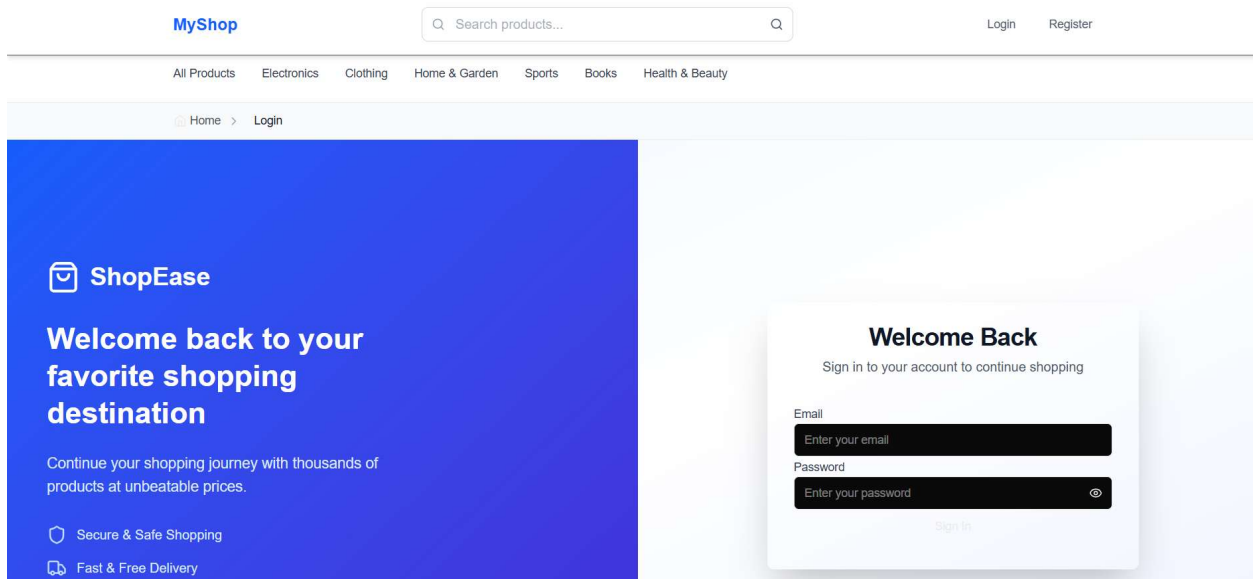 MyShop
Search products...
Login
Register
All Products
Electronics
Clothing
Home & Garden
Sports
Books
Health & Beauty
Home
Login
ShopEase
Welcome back to your
favorite shopping
destination
Continue your shopping journey with thousands of
products at unbeatable prices.
Secure & Safe Shopping
Fast & Free Delivery
Welcome Back
Sign in to your account to continue shopping
Email
Enter your email
Password
Enter your password
Sign In